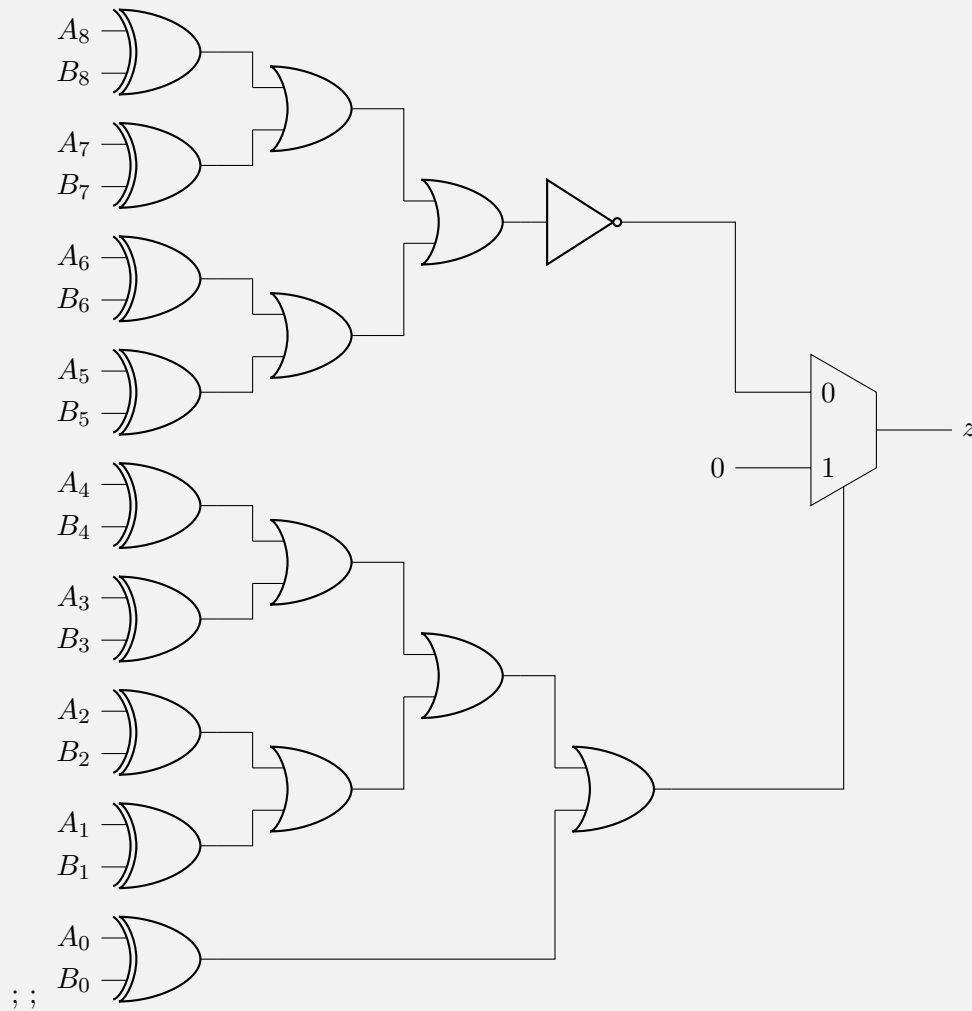 A₈
B₈
A₇
B₇
A₆
B₆
A₅
B₅
0
z
A₄
0 1
B₄
A₃
B₃
A₂
B₂
A₁
B₁
A₀
; ; B₀